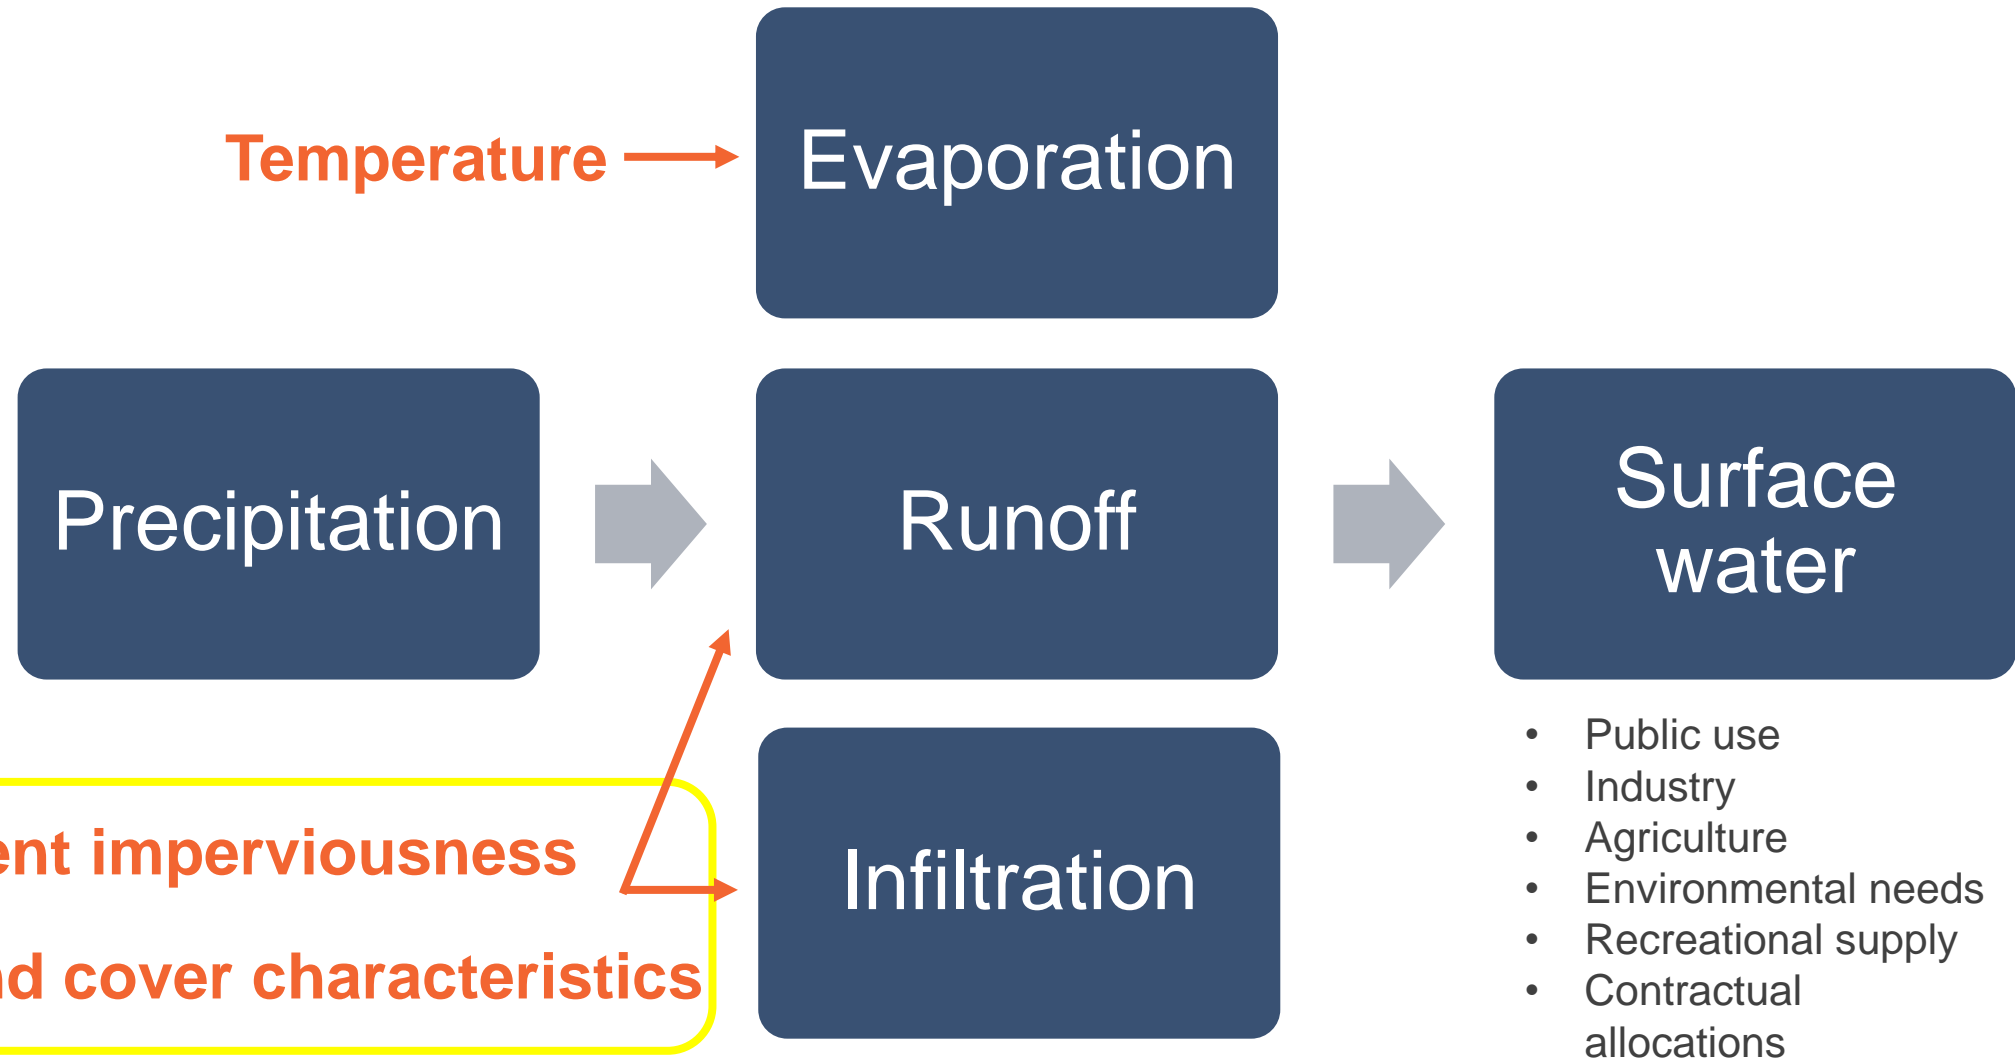 Temperature
Evaporation
Precipitation
Runoff
Surface
water
ent imperviousness
nd cover characteristics
Infiltration
• Public use
• Industry
• Agriculture
• Environmental needs
• Recreational supply
• Contractual
allocations